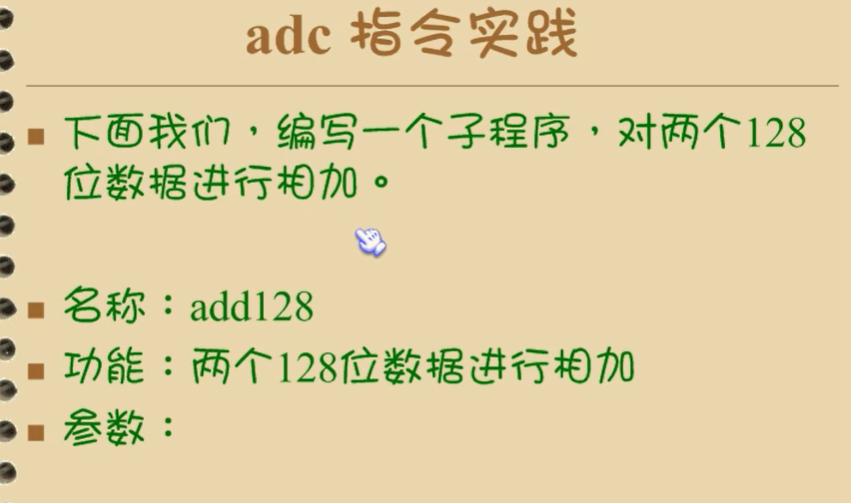 adc 指令实践
下面我们，编写一个子程序，对两个128
位数据进行相加。
名称：add128
功能：两个128位数据进行相加
参数：